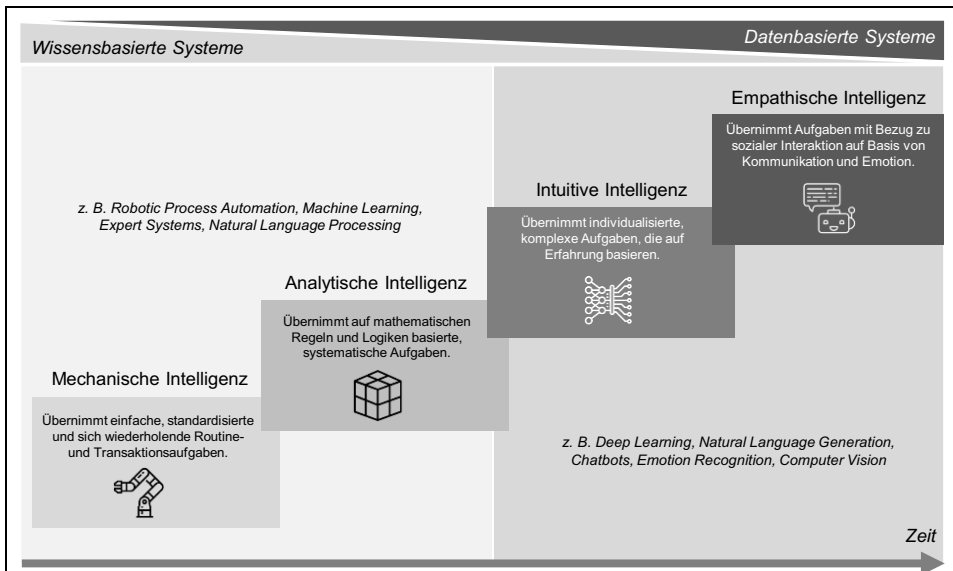 Wissensbasierte Systeme
Datenbasierte Systeme
Empathische Intelligenz
Übernimmt Aufgaben mit Bezug zu
sozialer Interaktion auf Basis von
Kommunikation und Emotion.
Intuitive Intelligenz
Übernimmt individualisierte,
komplexe Aufgaben, die auf
Erfahrung basieren.
z. B. Robotic Process Automation, Machine Learning,
Expert Systems, Natural Language Processing
Analytische Intelligenz
Übernimmt auf mathematischen
Regeln und Logiken basierte,
systematische Aufgaben.
Mechanische Intelligenz
Übernimmt einfache, standardisierte
und sich wiederholende Routine-
und Transaktionsaufgaben.
z. B. Deep Learning, Natural Language Generation,
Chatbots, Emotion Recognition, Computer Vision
Zeit